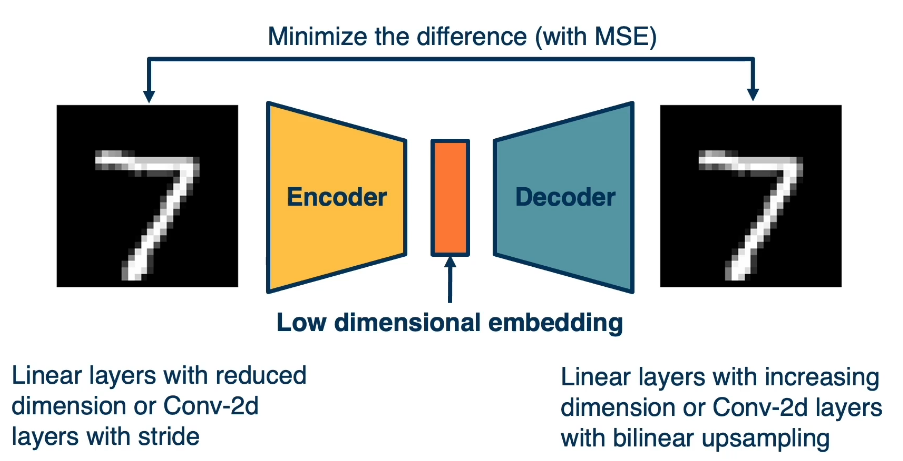 Minimize the difference (with MSE)
Encoder
Decoder
Low dimensional embedding
Linear layers with reduced
dimension or Conv-2d
layers with stride
Linear layers with increasing
dimension or Conv-2d layers
with bilinear upsampling